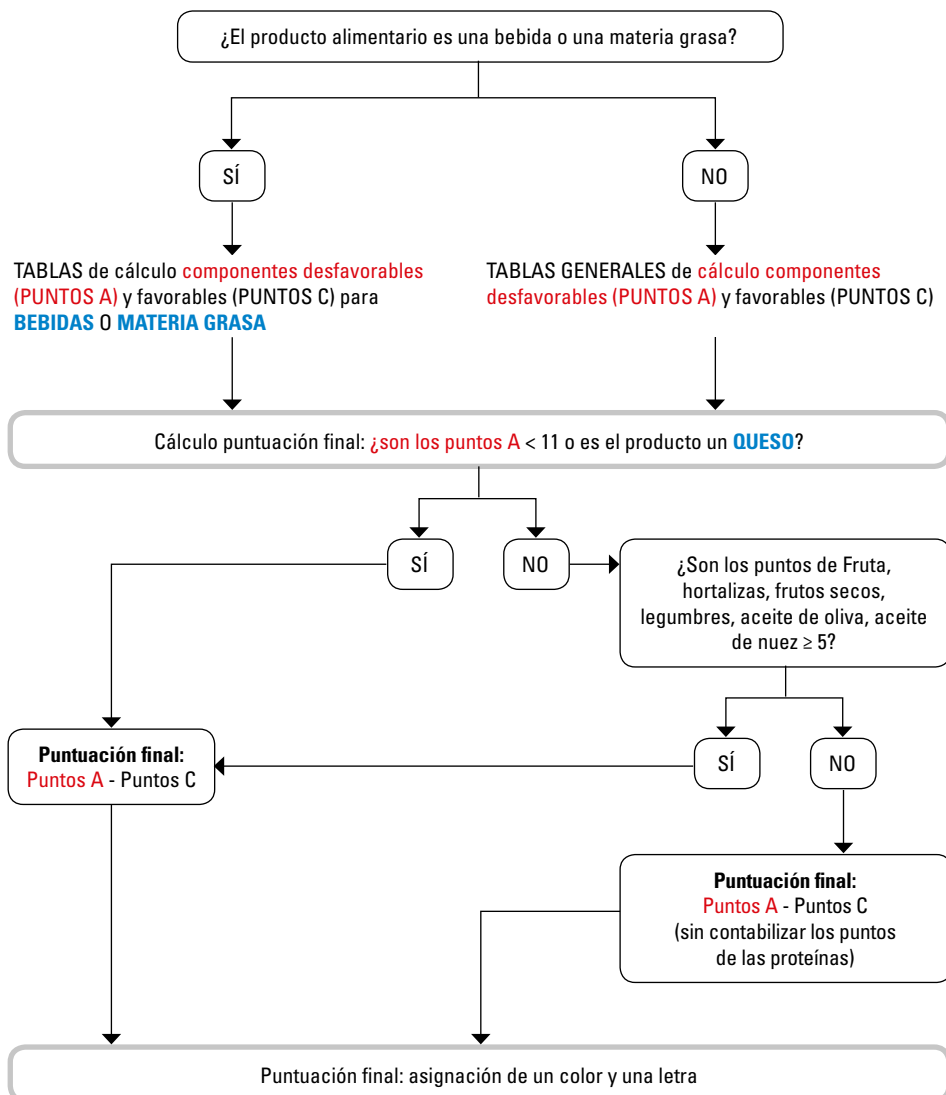 ¿El producto alimentario es una bebida o una materia grasa?
SÍ
NO
TABLAS de cálculo componentes desfavorables
(PUNTOS A) y favorables (PUNTOS C) para
BEBIDAS O MATERIA GRASA
TABLAS GENERALES de cálculo componentes
desfavorables (PUNTOS A) y favorables (PUNTOS C)
Cálculo puntuación final: ¿son los puntos A < 11 o es el producto un QUESO?
SÍ
NO
¿Son los puntos de Fruta,
hortalizas, frutos secos,
legumbres, aceite de oliva, aceite
de nuez ≥ 5?
SÍ
NO
Puntuación final:
Puntos A - Puntos C
Puntuación final:
Puntos A - Puntos C
(sin contabilizar los puntos
de las proteínas)
Puntuación final: asignación de un color y una letra